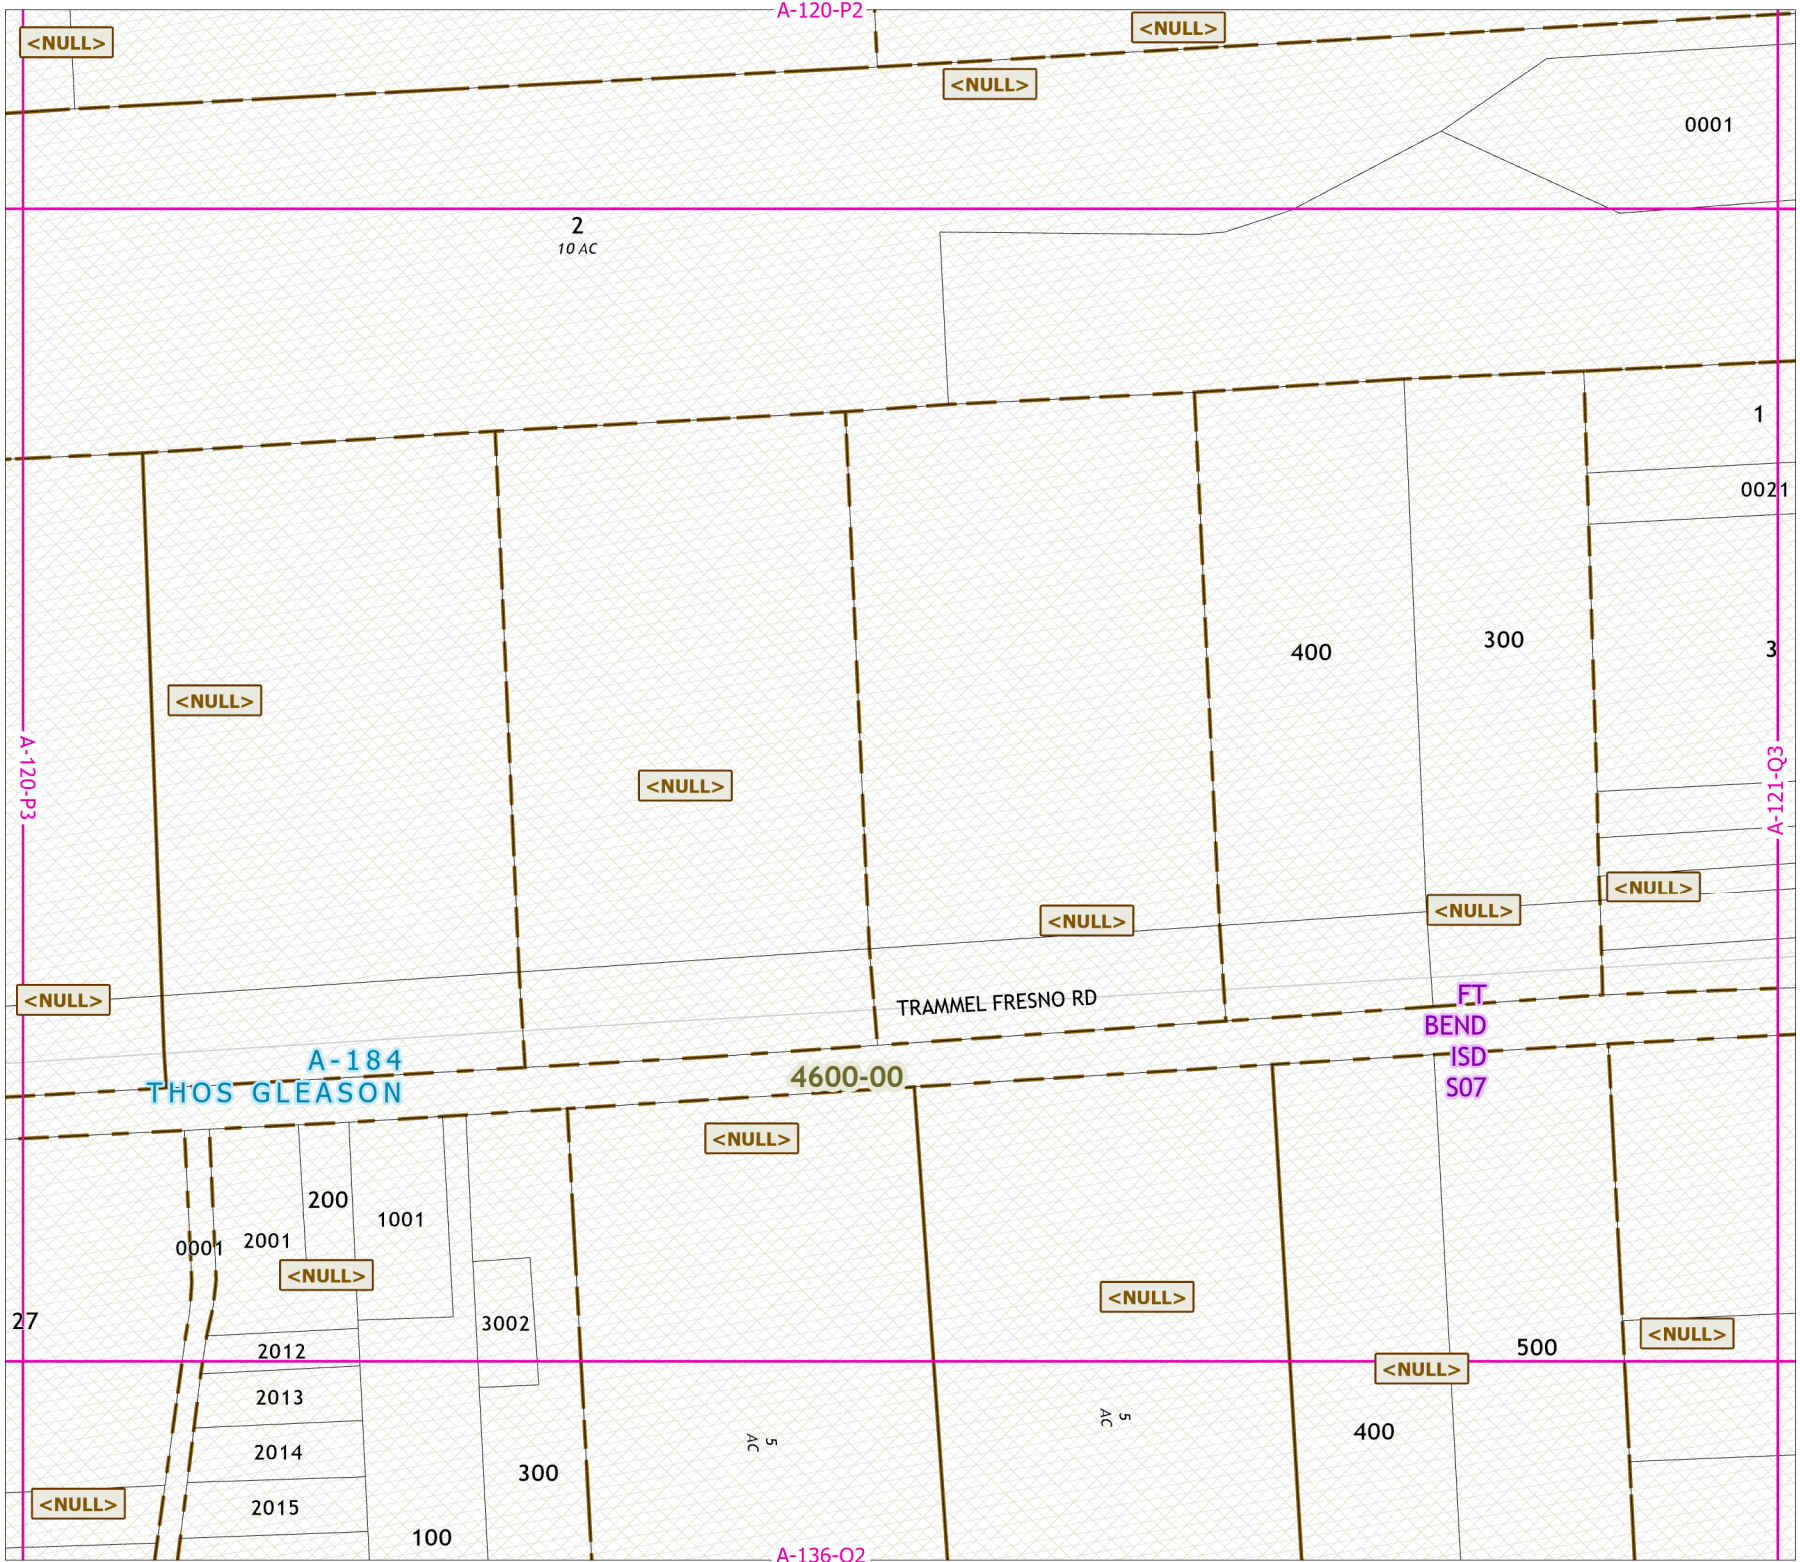 A-120-P2
<NULL>
<NULL>
<NULL>
0001
2
10 AC
1
0021
400
300
3
<NULL>
A-120-P3
A-121-Q3
<NULL>
<NULL>
<NULL>
<NULL>
<NULL>
TRAMMEL FRESNO RD
FT
BEND
ISD
S07
A-184
THOS GLEASON
4600-00
<NULL>
200
1001
0001
2001
<NULL>
<NULL>
27
3002
<NULL>
2012
500
<NULL>
2013
5
AC
5
AC
400
2014
300
<NULL>
2015
100
A-136-O2